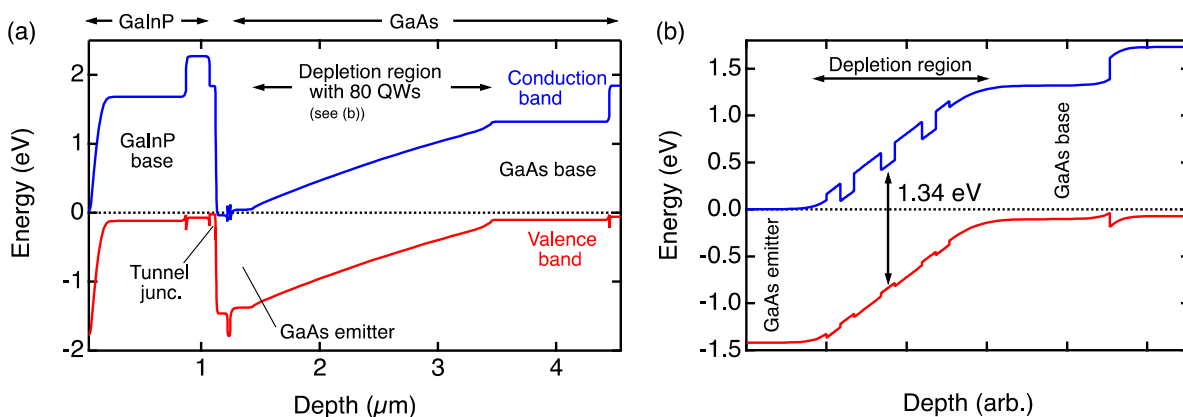 GaInP
GaAs
(a)
Energy (eV)
2
1
0
-1
-2
Depletion region
with 80 QWs
(see (b))
Conduction
band
GaInP
base
GaAs base
Valence
band
Tunnel
junc.
GaAs emitter
1
2
3
4
Depth (μm)
(b)
Energy (eV)
1.5
1.0
0.5
0.0
-0.5
-1.0
-1.5
Depletion region
GaAs base
1.34 eV
GaAs emitter
Depth (arb.)